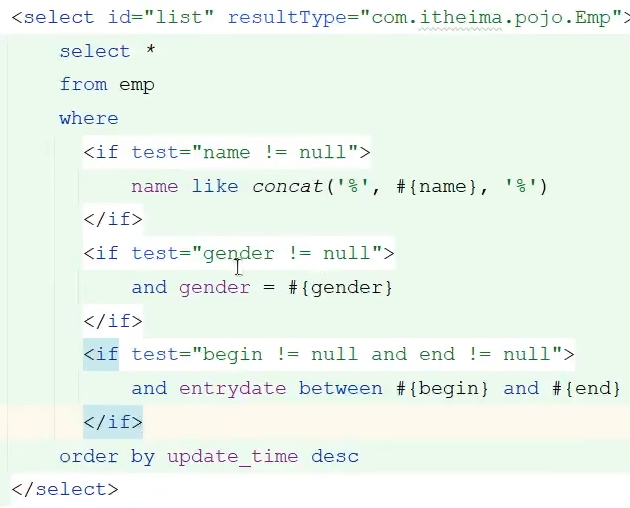 <select id="list" resultType="com.itheima.pojo.Emp">
select *
from emp
where
<if test="name != null">
name like concat('%', #{name}, '%')
</if>
<if test="gender != null">
and gender = #{gender}
</if>
<if test="begin != null and end != null">
and entrydate between #{begin} and #{end}
</if>
order by update_time desc
</select>